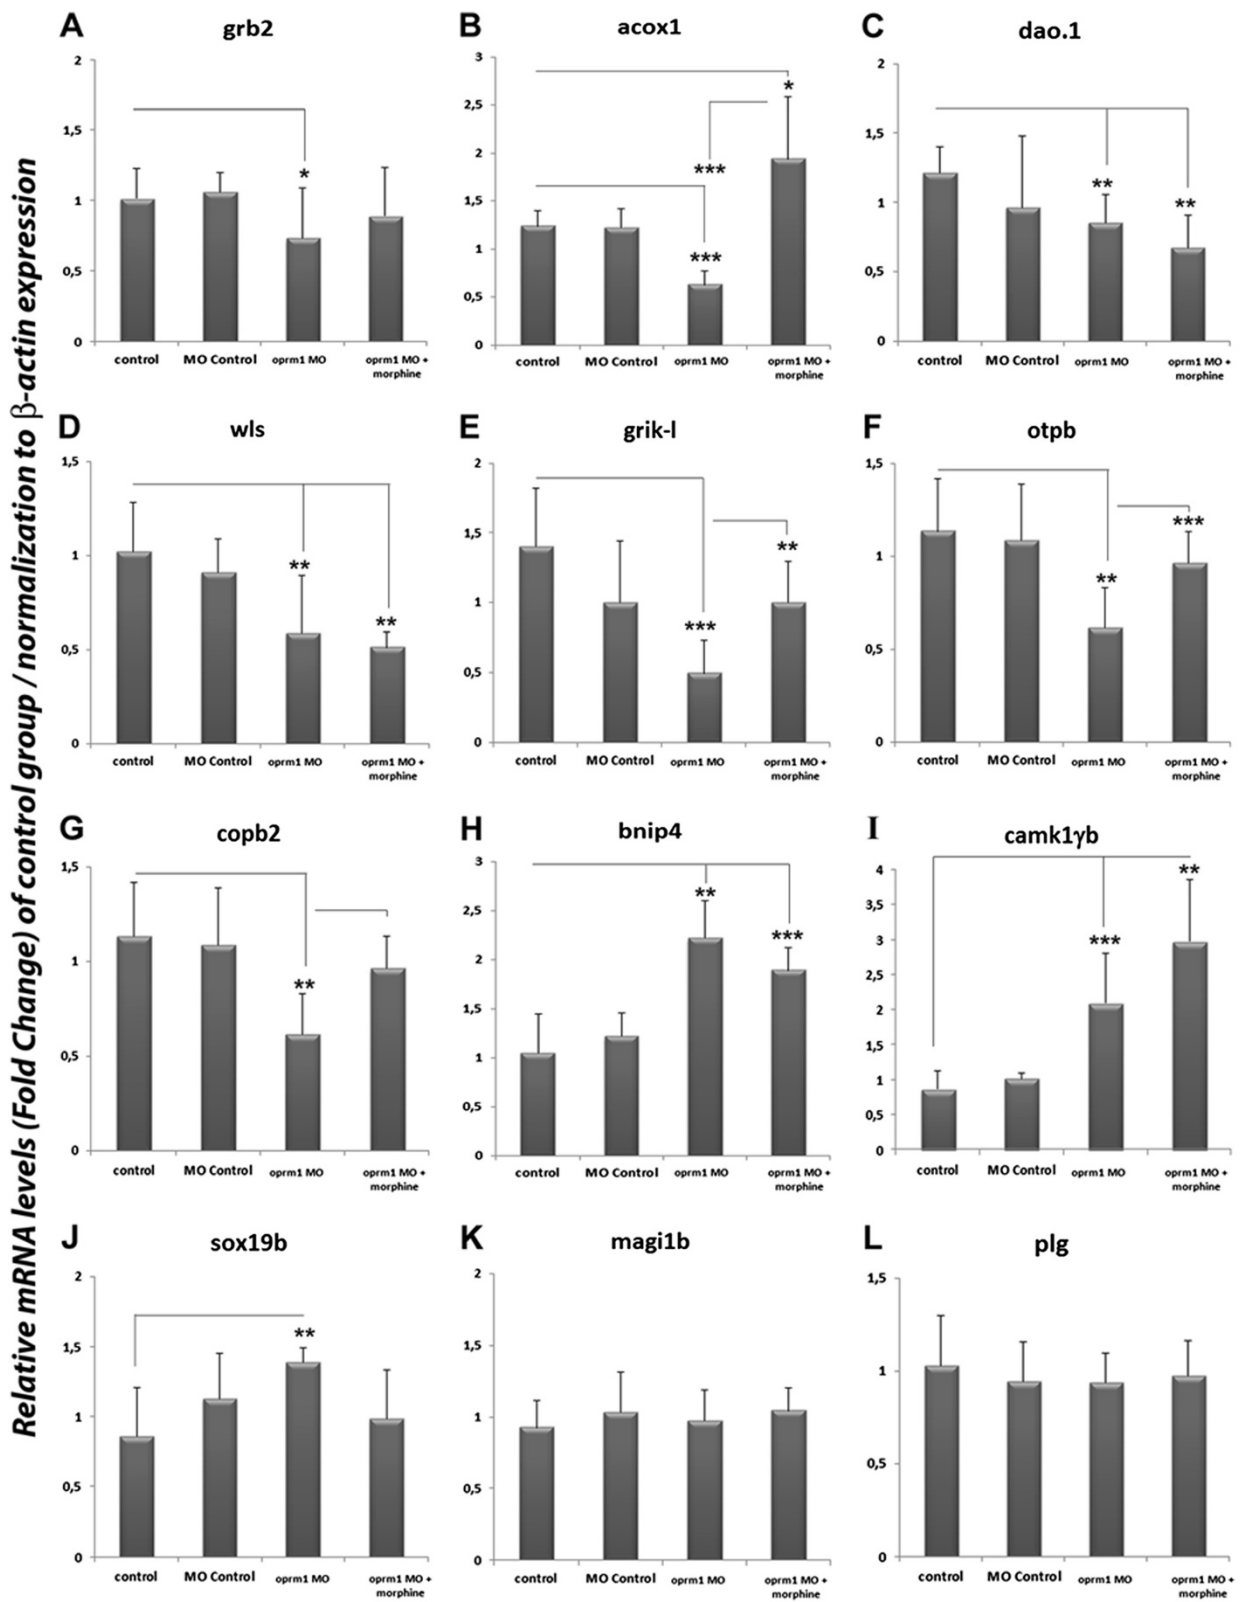 Relative mRNA levels (Fold Change) of control group / normalization to β-actin expression
A
grb2
2
1,5
1
0,5
0
*
control MO Control oprm1 MO oprm1 MO +
morphine
B
acox1
3
2,5
2
1,5
1
0,5
0
*
***
***
control MO Control oprm1 MO oprm1 MO +
morphine
C
dao.1
2
1,5
1
0,5
0
**
**
control MO Control oprm1 MO oprm1 MO +
morphine
D
wls
1,5
1
0,5
0
**
**
control MO Control oprm1 MO oprm1 MO +
morphine
E
grik-l
2
1,5
1
0,5
0
**
***
control MO Control oprm1 MO oprm1 MO +
morphine
F
otpb
1,5
1
0,5
0
***
**
control MO Control oprm1 MO oprm1 MO +
morphine
G
copb2
1,5
1
0,5
0
**
control MO Control oprm1 MO oprm1 MO +
morphine
H
bnip4
3
2,5
2
1,5
1
0,5
0
**
***
control MO Control oprm1 MO oprm1 MO +
morphine
I
camk1γb
4
3,5
3
2,5
2
1,5
1
0,5
0
**
***
control MO Control oprm1 MO oprm1 MO +
morphine
J
sox19b
2
1,5
1
0,5
0
**
control MO Control oprm1 MO oprm1 MO +
morphine
K
magi1b
2
1,5
1
0,5
0
control MO Control oprm1 MO oprm1 MO +
morphine
L
plg
1,5
1
0,5
0
control MO Control oprm1 MO oprm1 MO +
morphine